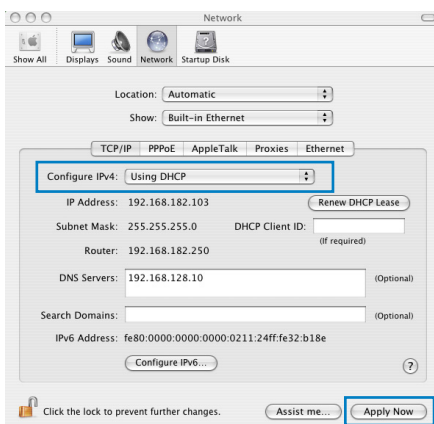 Network
Show All Displays Sound Network Startup Disk
Location: Automatic
Show: Built-in Ethernet
TCP/IP PPPoE AppleTalk Proxies Ethernet
Configure IPv4: Using DHCP
IP Address: 192.168.182.103 Renew DHCP Lease
Subnet Mask: 255.255.255.0 DHCP Client ID:
(If required)
Router: 192.168.182.250
DNS Servers: 192.168.128.10 (Optional)
Search Domains: (Optional)
IPv6 Address: fe80:0000:0000:0000:0211:24ff:fe32:b18e
Configure IPv6... ?
Click the lock to prevent further changes. Assist me... Apply Now